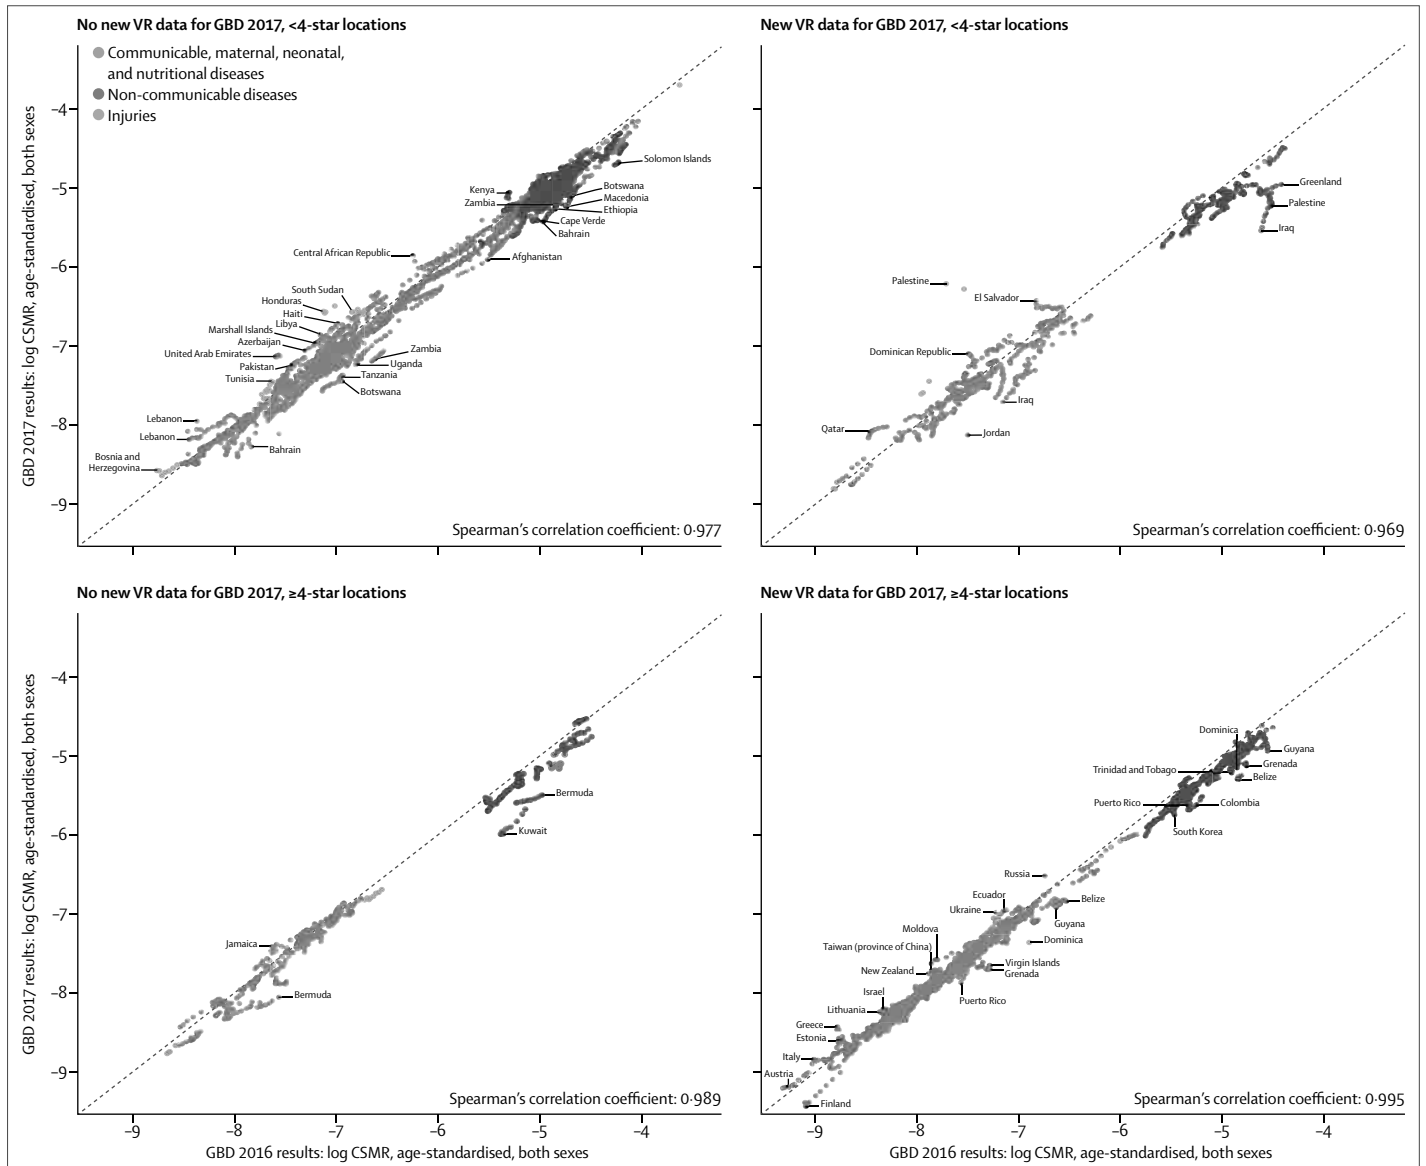 No new VR data for GBD 2017, <4-star locations
Communicable, maternal, neonatal,
and nutritional diseases
Non-communicable diseases
Injuries
GBD 2017 results: log CSMR, age-standardised, both sexes
–4
–5
–6
–7
–8
–9
Solomon Islands
Kenya
Botswana
Zambia
Macedonia
Ethiopia
Cape Verde
Bahrain
Central African Republic
Afghanistan
South Sudan
Honduras
Haiti
Libya
Marshall Islands
Azerbaijan
United Arab Emirates
Zambia
Pakistan
Uganda
Tunisia
Tanzania
Botswana
Lebanon
Lebanon
Bahrain
Bosnia and
Herzegovina
Spearman's correlation coefficient: 0·977
New VR data for GBD 2017, <4-star locations
Greenland
Palestine
Iraq
Palestine
El Salvador
Dominican Republic
Iraq
Qatar
Jordan
Spearman's correlation coefficient: 0·969
No new VR data for GBD 2017, ≥4-star locations
GBD 2017 results: log CSMR, age-standardised, both sexes
–4
–5
–6
–7
–8
–9
Bermuda
Kuwait
Jamaica
Bermuda
Spearman's correlation coefficient: 0·989
–9
–8
–7
–6
–5
–4
GBD 2016 results: log CSMR, age-standardised, both sexes
New VR data for GBD 2017, ≥4-star locations
Dominica
Guyana
Trinidad and Tobago
Grenada
Belize
Puerto Rico
Colombia
South Korea
Russia
Ecuador
Belize
Ukraine
Guyana
Moldova
Dominica
Taiwan (province of China)
Virgin Islands
New Zealand
Grenada
Israel
Puerto Rico
Lithuania
Greece
Estonia
Italy
Austria
Finland
Spearman's correlation coefficient: 0·995
–9
–8
–7
–6
–5
–4
GBD 2016 results: log CSMR, age-standardised, both sexes